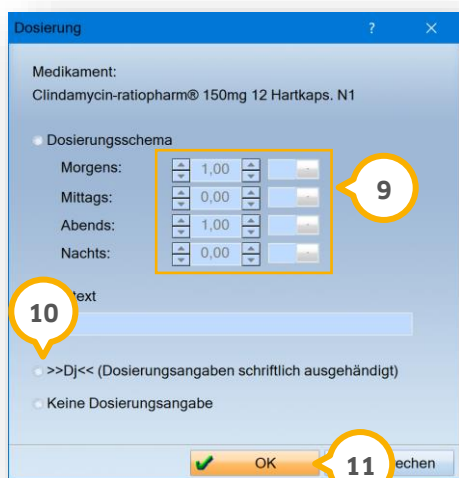 Dosierung ? ×
Medikament:
Clindamycin-ratiopharm® 150mg 12 Hartkaps. N1
Dosierungsschema
Morgens: 1,00
Mittags: 0,00
Abends: 1,00
Nachts: 0,00
9
text
10
>>Dj<< (Dosierungsangaben schriftlich ausgehändigt)
Keine Dosierungsangabe
OK
11
echen